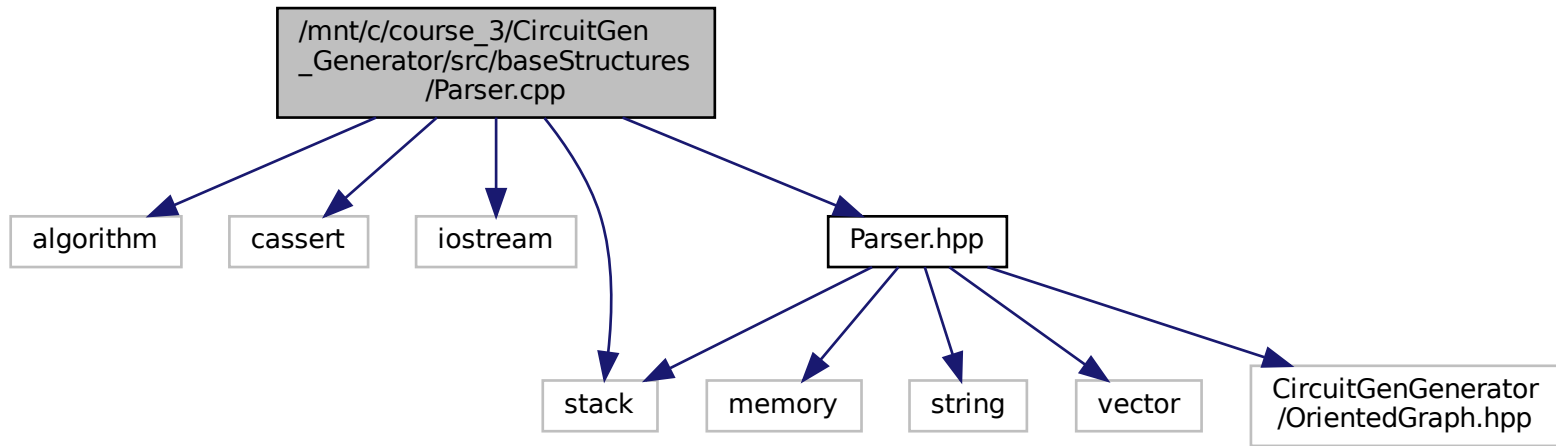 /mnt/c/course_3/CircuitGen
_Generator/src/baseStructures
/Parser.cpp
algorithm
cassert
iostream
Parser.hpp
stack
memory
string
vector
CircuitGenGenerator
/OrientedGraph.hpp